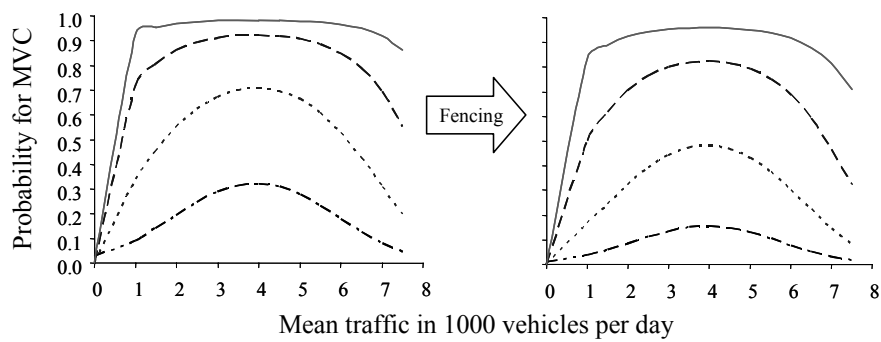 Probability for MVC
1.0
0.9
0.8
0.7
0.6
0.5
0.4
0.3
0.2
0.1
0.0
0 1 2 3 4 5 6 7 8
Fencing
0 1 2 3 4 5 6 7 8
Mean traffic in 1000 vehicles per day